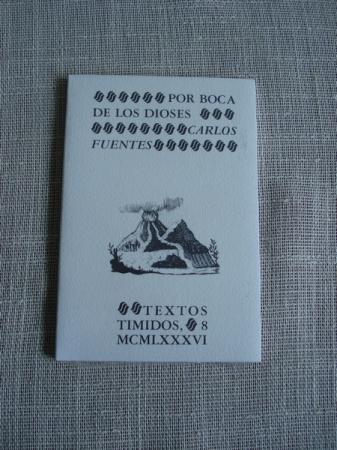 POR BOCA
DE LOS DIOSES
CARLOS
FUENTES
TEXTOS
TIMIDOS, 8
MCMLXXXVI